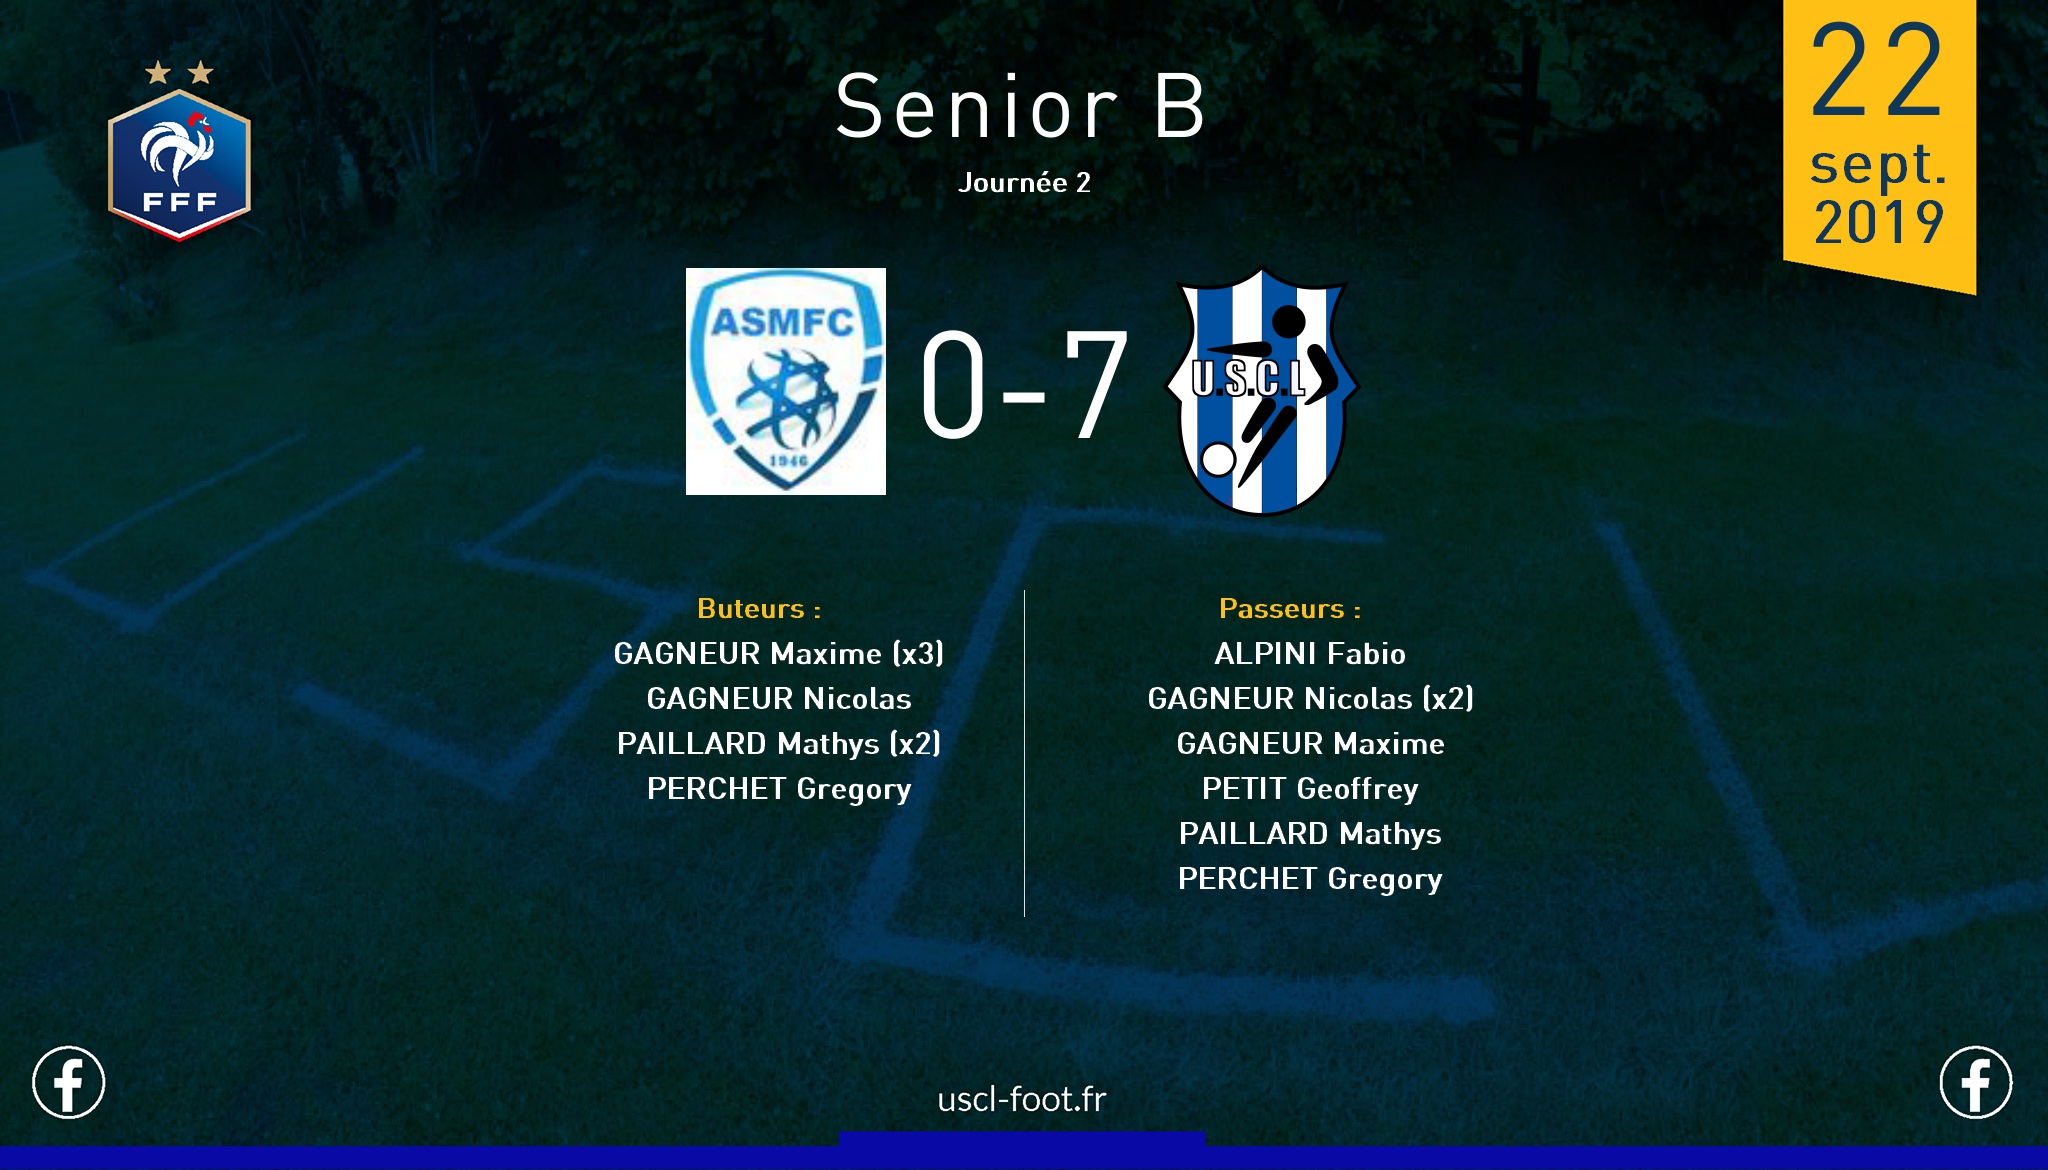 Senior B
Journée 2
22
sept.
2019
FFF
ASMFC
1946
0-7
U.S.C.L
Buteurs :
GAGNEUR Maxime (x3)
GAGNEUR Nicolas
PAILLARD Mathys (x2)
PERCHET Gregory
Passeurs :
ALPINI Fabio
GAGNEUR Nicolas (x2)
GAGNEUR Maxime
PETIT Geoffrey
PAILLARD Mathys
PERCHET Gregory
USCL
uscl-foot.fr